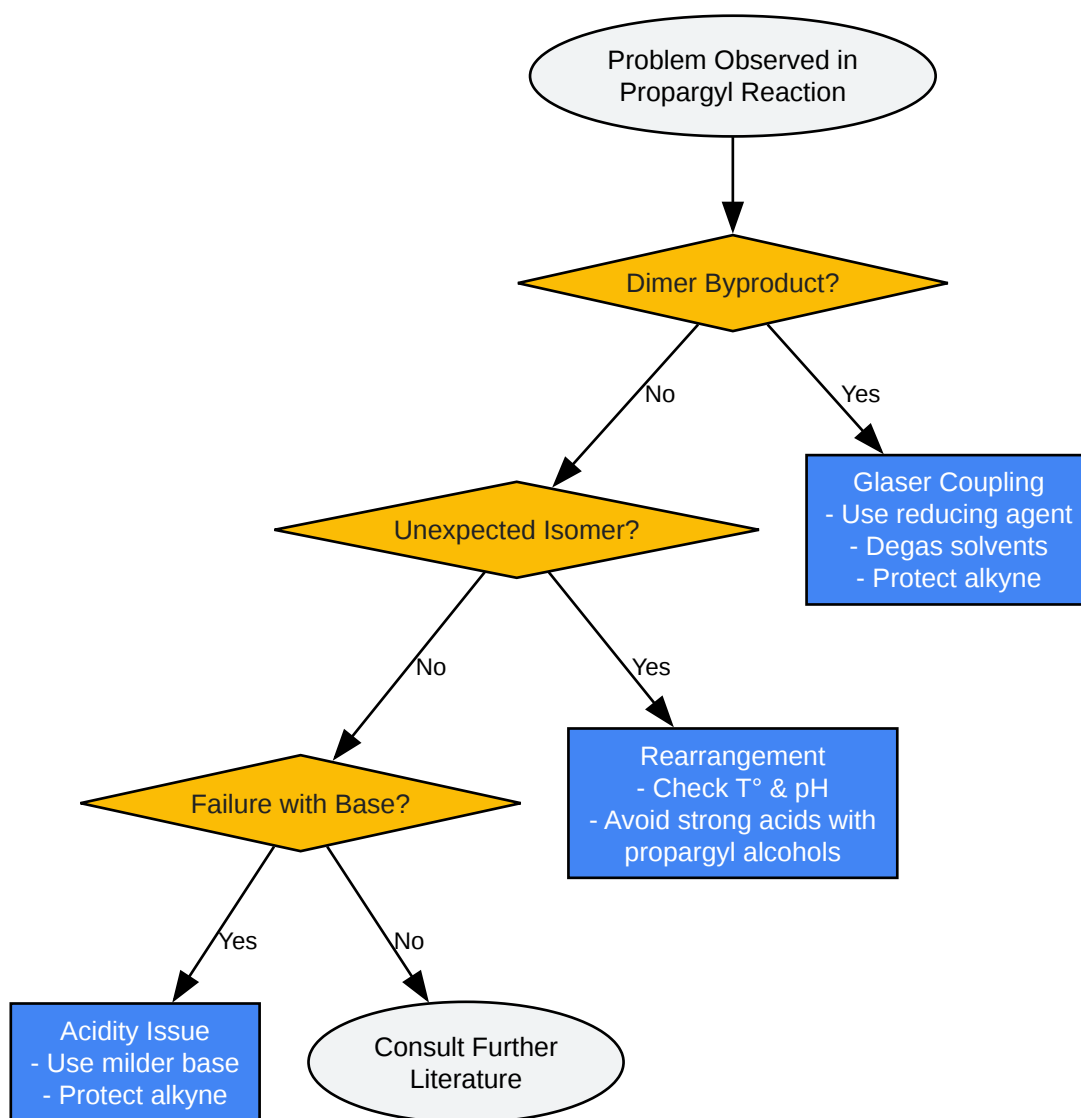 Problem Observed in
Propargyl Reaction
Dimer Byproduct?
No
Yes
Glaser Coupling
- Use reducing agent
- Degas solvents
- Protect alkyne
Unexpected Isomer?
No
Yes
Rearrangement
- Check T° & pH
- Avoid strong acids with
propargyl alcohols
Failure with Base?
Yes
No
Acidity Issue
- Use milder base
- Protect alkyne
Consult Further
Literature